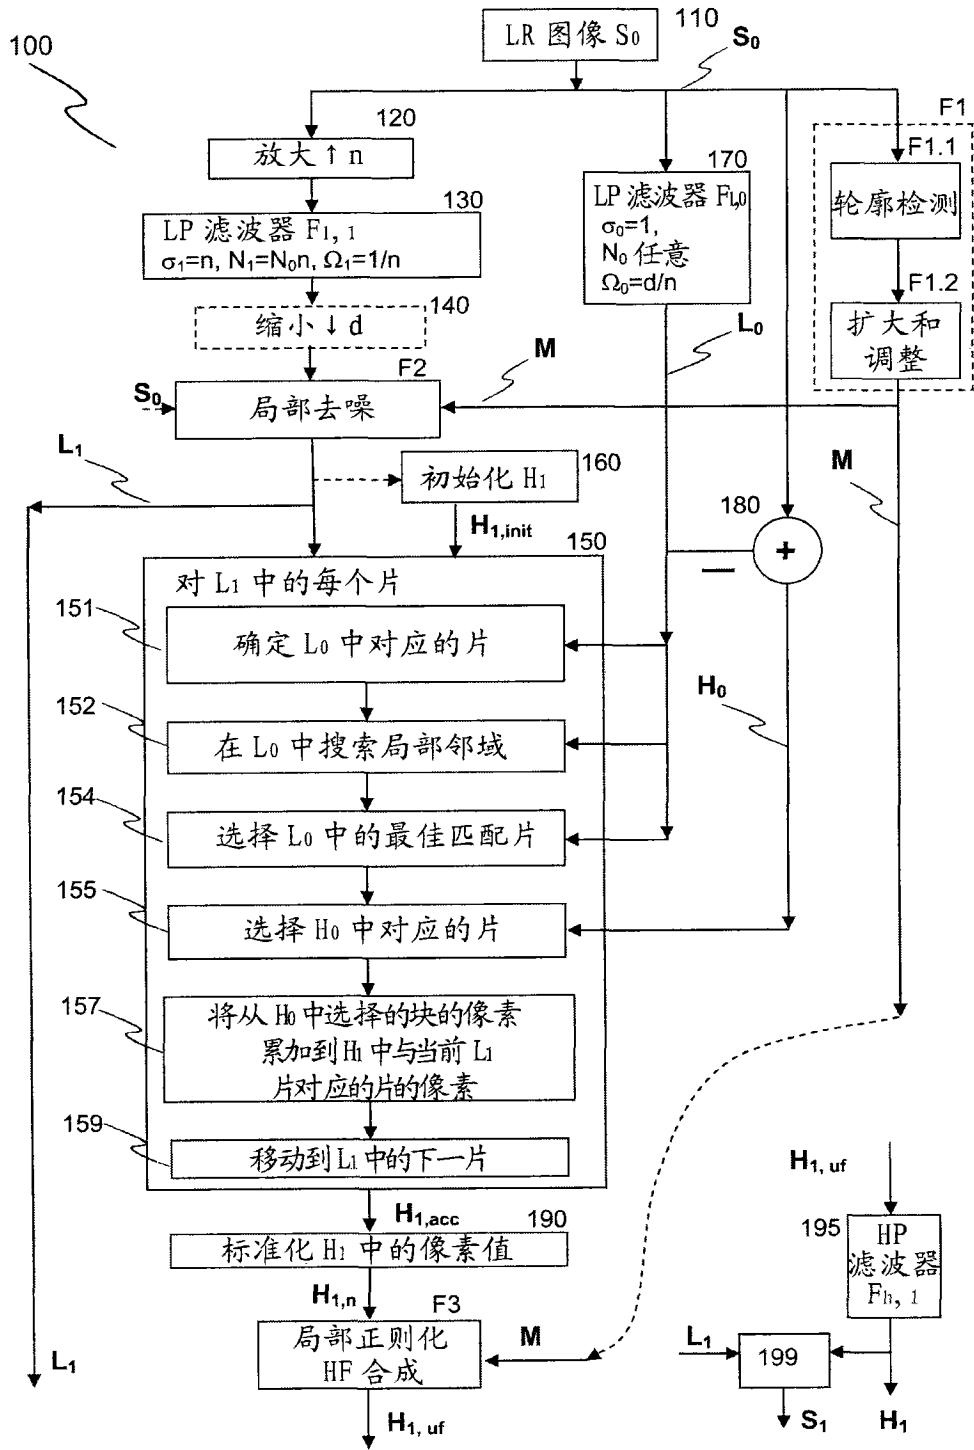 110
LR 图像 S0
S0
100
120
放大↑n
F1
F1.1
轮廓检测
170
LP 滤波器 FL,0
σ0=1,
N0 任意
Ω0=d/n
130
LP 滤波器 F1, 1
σ1=n, N1=N0n, Ω1=1/n
F1.2
扩大和
调整
140
缩小↓d
L0
F2
M
S0
局部去噪
L1
160
初始化 H1
M
180
H1,init
+
—
150
对 L1 中的每个片
151
确定 L0 中对应的片
H0
152
在 L0 中搜索局部邻域
154
选择 L0 中的最佳匹配片
155
选择 H0 中对应的片
157
将从 H0 中选择的块的像素
累加到 H1 中与当前 L1
片对应的片的像素
159
移动到 L1 中的下一片
H1,acc
190
标准化 H1 中的像素值
H1,n
F3
局部正则化
HF 合成
M
L1
H1, uf
H1, uf
195
HP
滤波器
Fh, 1
L1
199
S1
H1